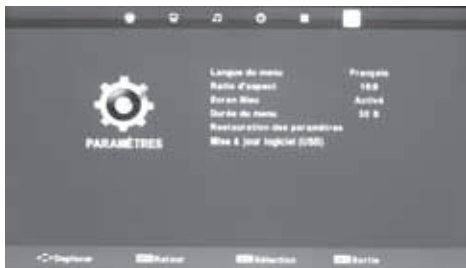 Langue du menu Français
Ratio d'aspect 16:9
Ecran Bleu Activé
Durée du menu 30 S
Restauration des paramètres
Mise à jour logiciel (USB)
PARAMÈTRES
Déplacer Retour Sélection Sortie